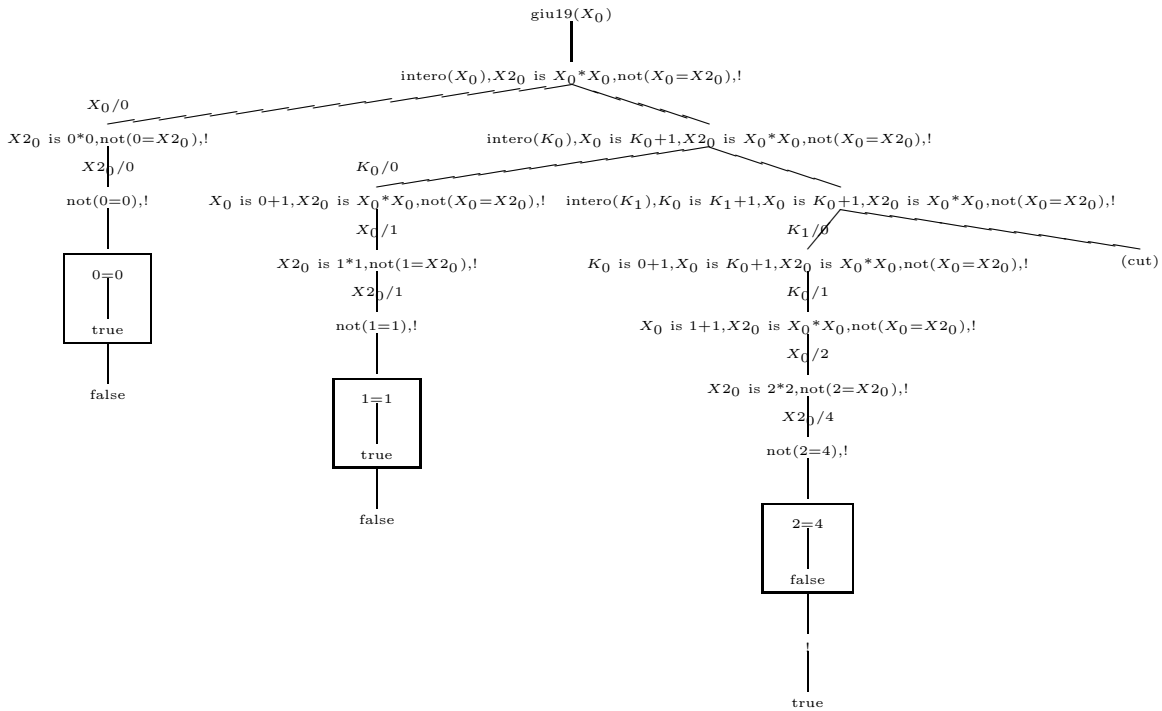 giu19(X0)
intero(X0),X20 is X0*X0,not(X0=X20),!
X0/0
X20 is 0*0,not(0=X20),!
intero(K0),X0 is K0+1,X20 is X0*X0,not(X0=X20),!
X20/0
K0/0
not(0=0),!
X0 is 0+1,X20 is X0*X0,not(X0=X20),!
intero(K1),K0 is K1+1,X0 is K0+1,X20 is X0*X0,not(X0=X20),!
X0/1
K1/0
0=0
X20 is 1*1,not(1=X20),!
K0 is 0+1,X0 is K0+1,X20 is X0*X0,not(X0=X20),!
(cut)
X20/1
K0/1
true
not(1=1),!
X0 is 1+1,X20 is X0*X0,not(X0=X20),!
X0/2
false
1=1
X20 is 2*2,not(2=X20),!
X20/4
true
not(2=4),!
false
2=4
false
!
true